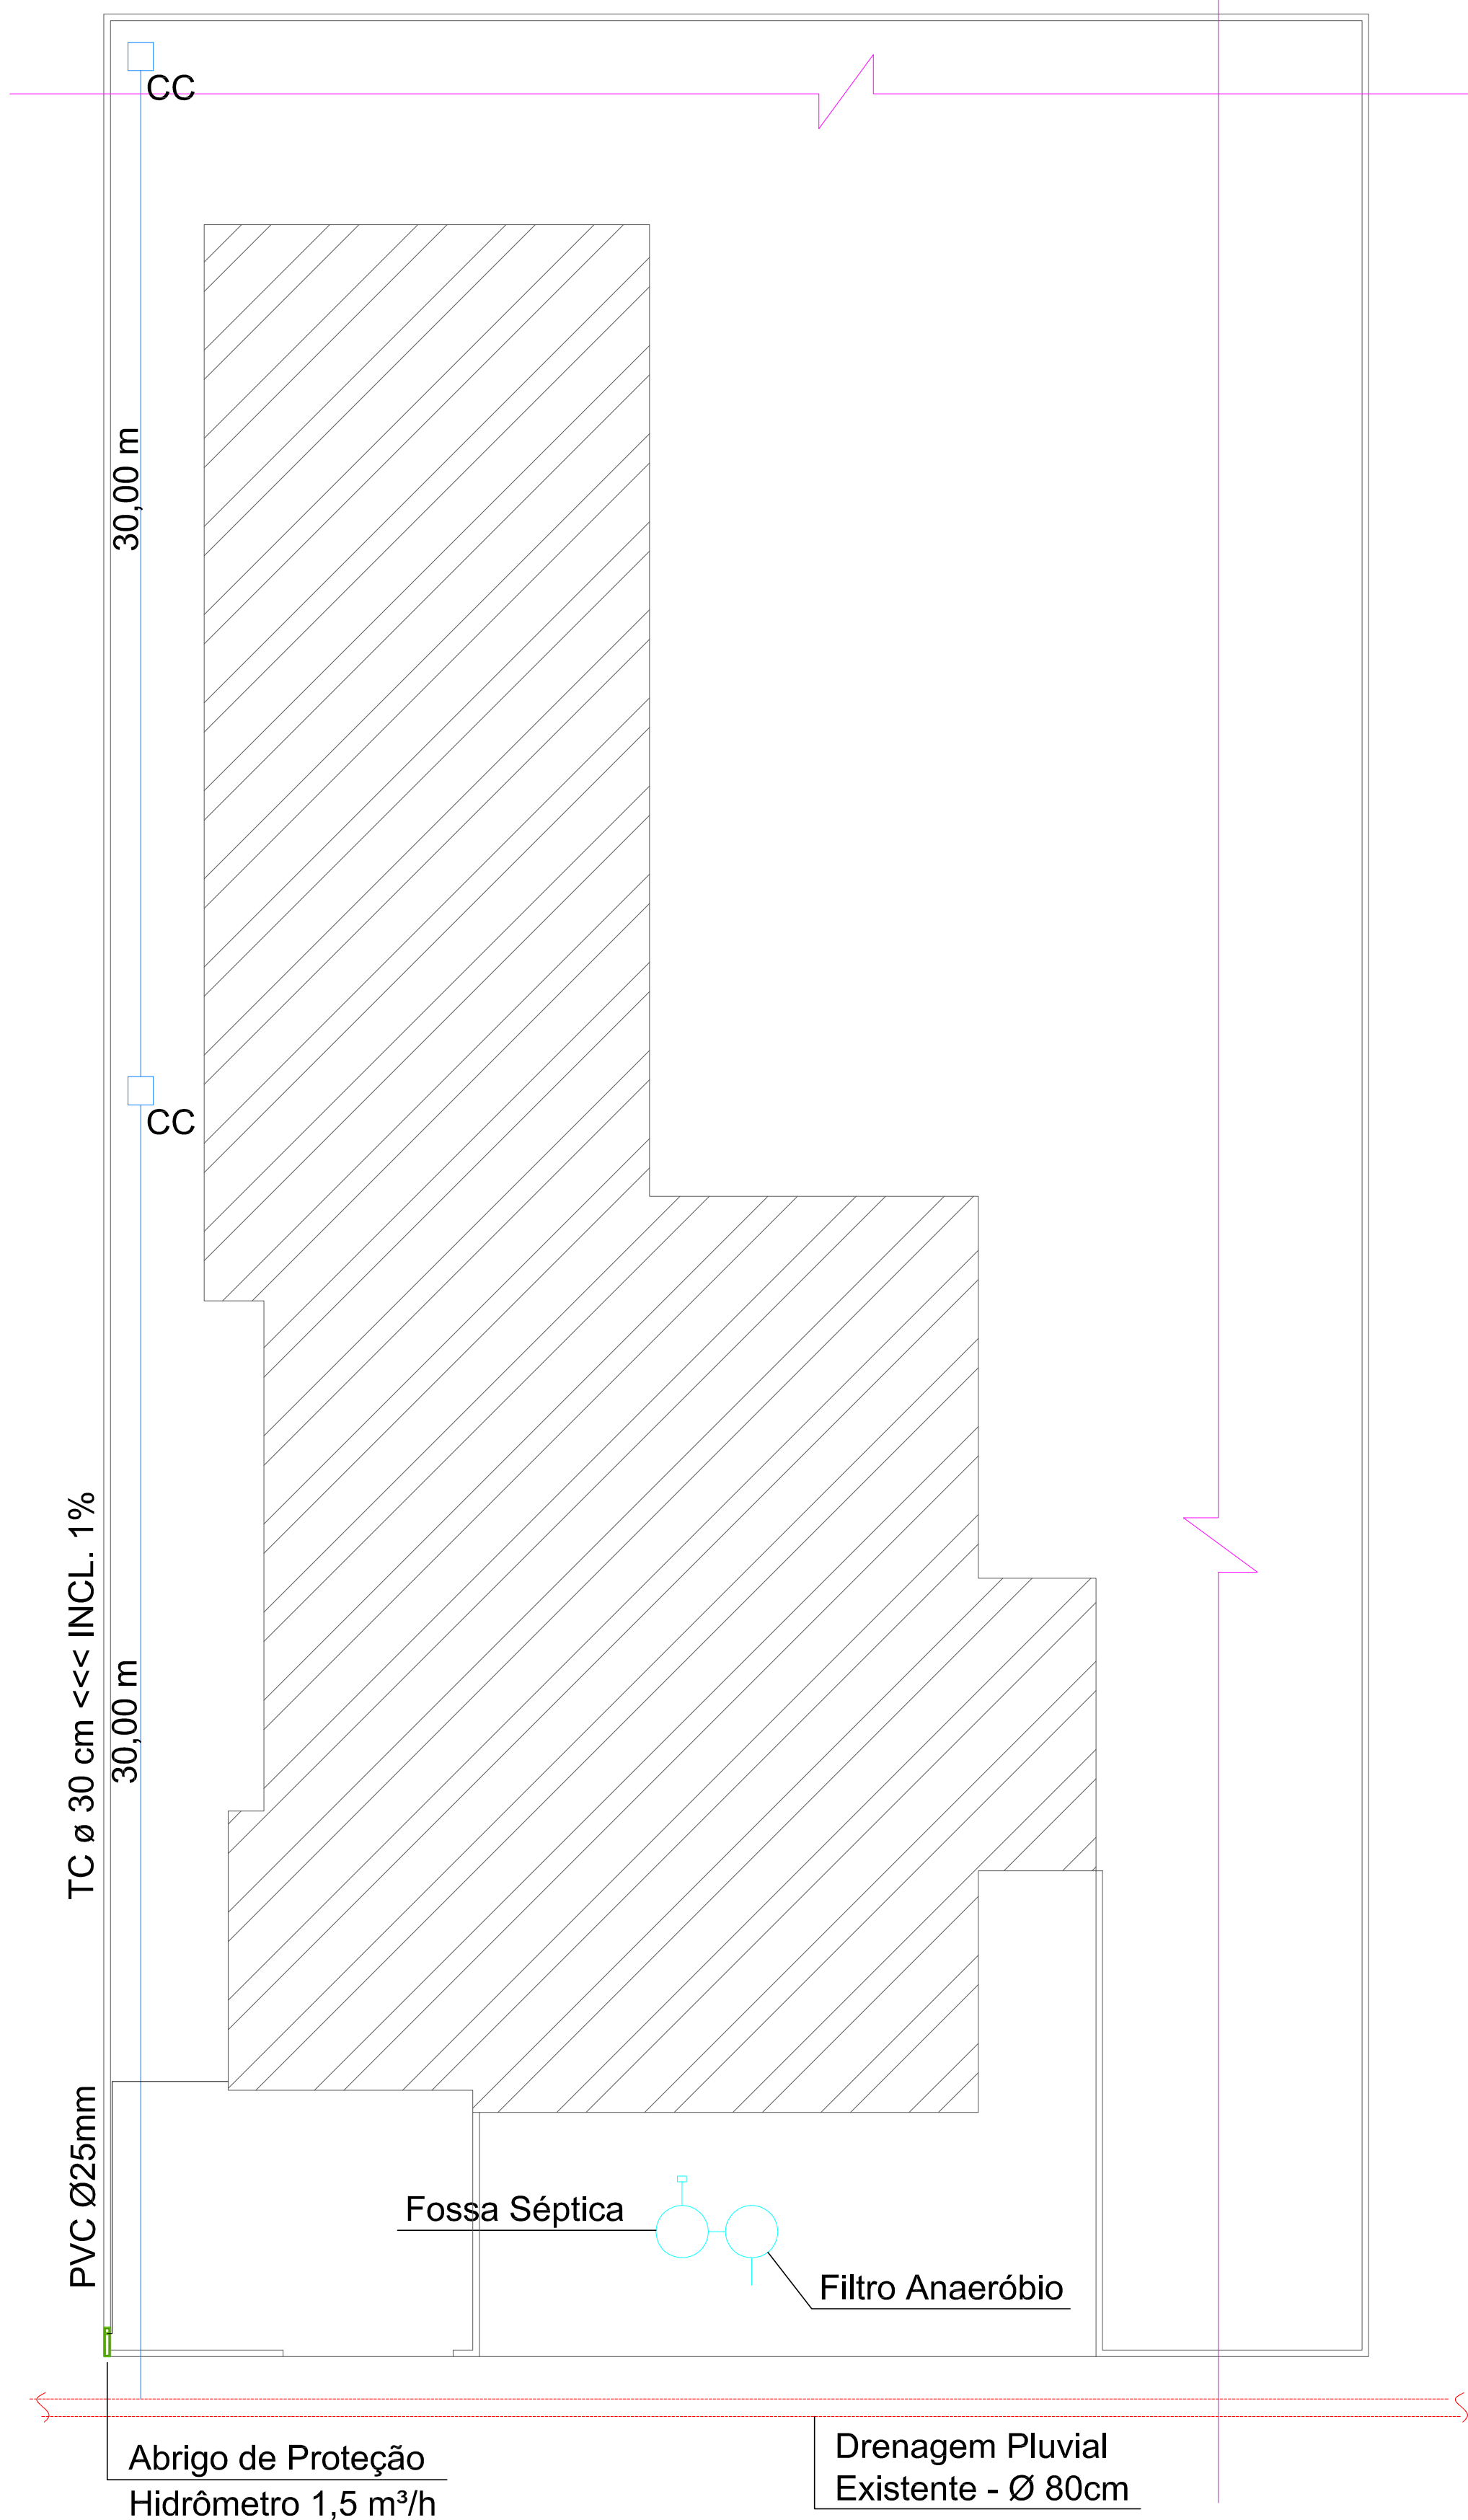 CC
30,00 m
CC
TC ø 30 cm <<< INCL. 1%
30,00 m
PVC Ø25mm
Fossa Séptica
Filtro Anaeróbio
Abrigo de Proteção
Hidrômetro 1,5 m³/h
Drenagem Pluvial
Existente - Ø 80cm